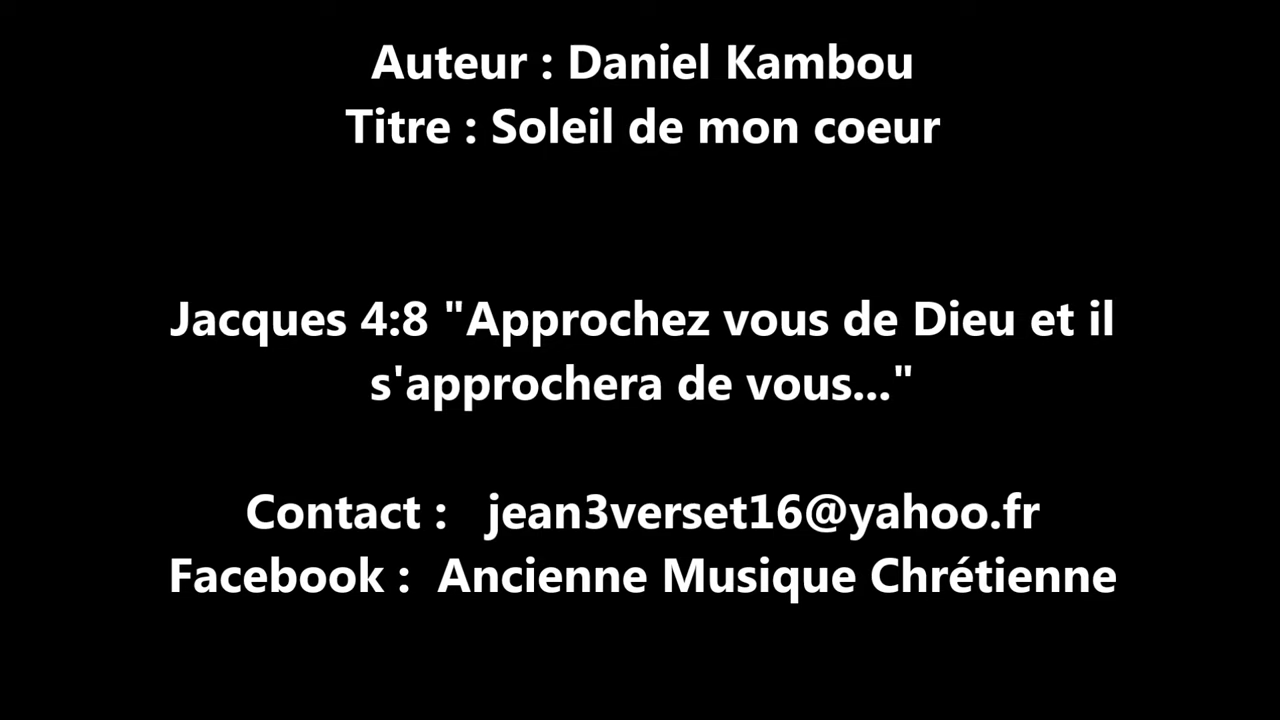 Auteur : Daniel Kambou
Titre : Soleil de mon coeur
Jacques 4:8 "Approchez vous de Dieu et il
s'approchera de vous..."
Contact :   jean3verset16@yahoo.fr
Facebook :  Ancienne Musique Chrétienne